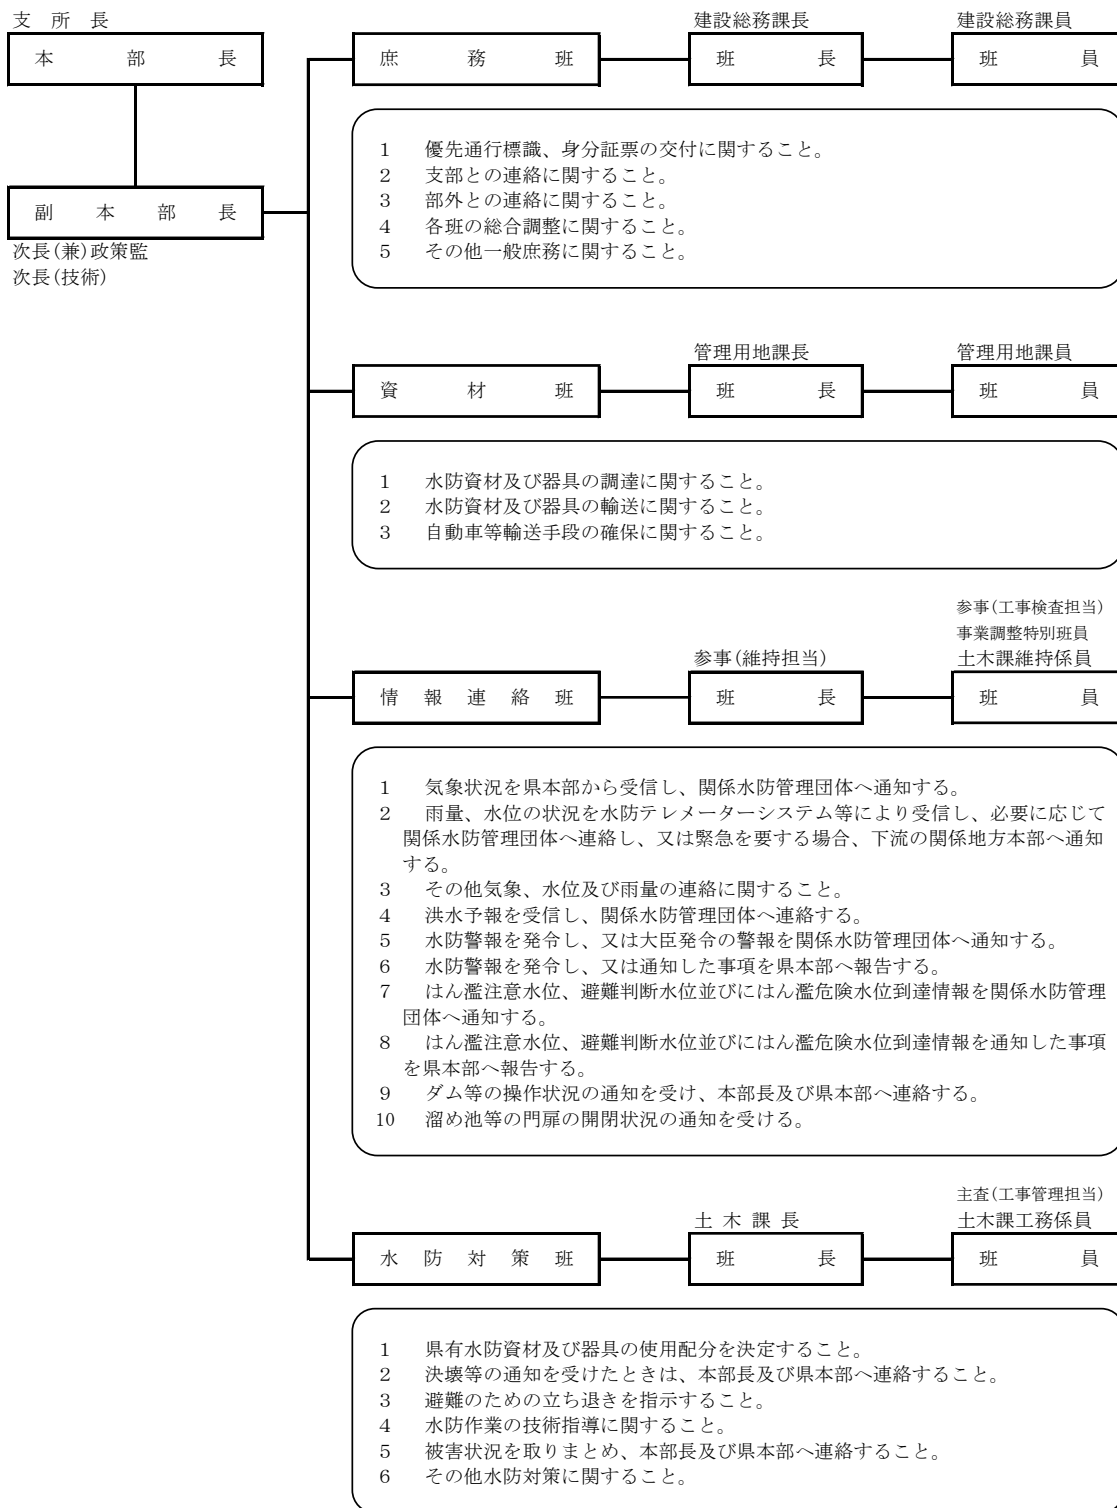 支所長
本部長
副本部長
次長(兼)政策監
次長(技術)
建設総務課長
建設総務課員
庶務班
班長
班員
1 優先通行標識、身分証票の交付に関すること。
2 支部との連絡に関すること。
3 部外との連絡に関すること。
4 各班の総合調整に関すること。
5 その他一般庶務に関すること。
管理用地課長
管理用地課員
資材班
班長
班員
1 水防資材及び器具の調達に関すること。
2 水防資材及び器具の輸送に関すること。
3 自動車等輸送手段の確保に関すること。
参事(工事検査担当)
事業調整特別班員
参事(維持担当)
土木課維持係員
情報連絡班
班長
班員
1 気象状況を県本部から受信し、関係水防管理団体へ通知する。
2 雨量、水位の状況を水防テレメーターシステム等により受信し、必要に応じて
関係水防管理団体へ連絡し、又は緊急を要する場合、下流の関係地方本部へ通知
する。
3 その他気象、水位及び雨量の連絡に関すること。
4 洪水予報を受信し、関係水防管理団体へ連絡する。
5 水防警報を発令し、又は大臣発令の警報を関係水防管理団体へ通知する。
6 水防警報を発令し、又は通知した事項を県本部へ報告する。
7 はん濫注意水位、避難判断水位並びにはん濫危険水位到達情報を関係水防管理
団体へ通知する。
8 はん濫注意水位、避難判断水位並びにはん濫危険水位到達情報を通知した事項
を県本部へ報告する。
9 ダム等の操作状況の通知を受け、本部長及び県本部へ連絡する。
10 溜め池等の門扉の開閉状況の通知を受ける。
主査(工事管理担当)
土木課長
土木課工務係員
水防対策班
班長
班員
1 県有水防資材及び器具の使用配分を決定すること。
2 決壊等の通知を受けたときは、本部長及び県本部へ連絡すること。
3 避難のための立ち退きを指示すること。
4 水防作業の技術指導に関すること。
5 被害状況を取りまとめ、本部長及び県本部へ連絡すること。
6 その他水防対策に関すること。